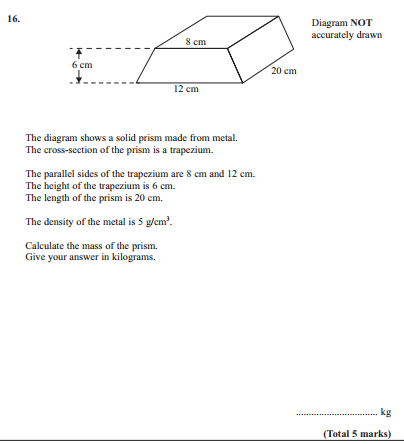 16.
Diagram NOT
accurately drawn
8 cm
6 cm
20 cm
12 cm
The diagram shows a solid prism made from metal.
The cross-section of the prism is a trapezium.
The parallel sides of the trapezium are 8 cm and 12 cm.
The height of the trapezium is 6 cm.
The length of the prism is 20 cm.
The density of the metal is 5 g/cm³.
Calculate the mass of the prism.
Give your answer in kilograms.
................................. kg
(Total 5 marks)